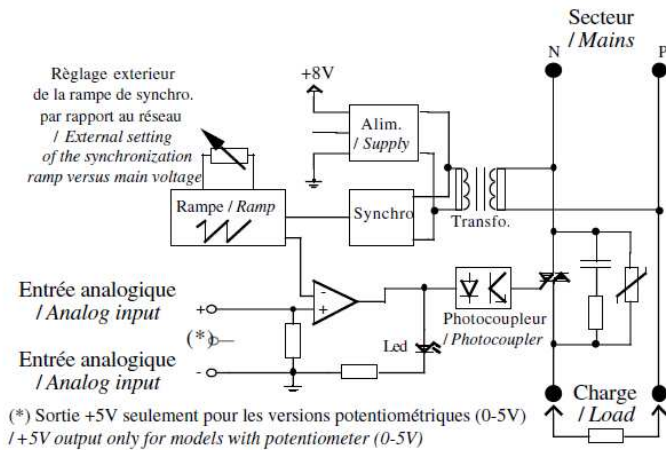 Secteur
/ Mains
N
P
Règlage exterieur
de la rampe de synchro.
par rapport au réseau
/ External setting
of the synchronization
ramp versus main voltage
+8V
Alim.
/ Supply
Rampe / Ramp
Synchro
Transfo.
Entrée analogique
/ Analog input
+
(*)
-
+
Entrée analogique
/ Analog input
-
Led
Photocoupleur
/ Photocoupler
Charge
/ Load
(*) Sortie +5V seulement pour les versions potentiométriques (0-5V)
/ +5V output only for models with potentiometer (0-5V)